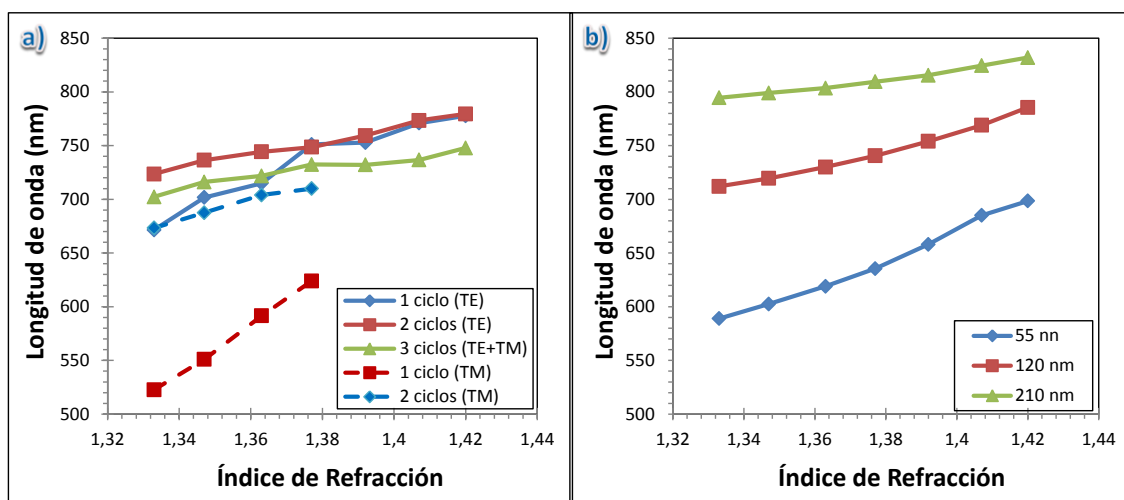 a)
Longitud de onda (nm)
850
800
750
700
650
600
550
500
1,32
1,34
1,36
1,38
1,4
1,42
1,44
Índice de Refracción
1 ciclo (TE)
2 ciclos (TE)
3 ciclos (TE+TM)
1 ciclo (TM)
2 ciclos (TM)
b)
Longitud de onda (nm)
850
800
750
700
650
600
550
500
1,32
1,34
1,36
1,38
1,4
1,42
1,44
Índice de Refracción
55 nn
120 nm
210 nm